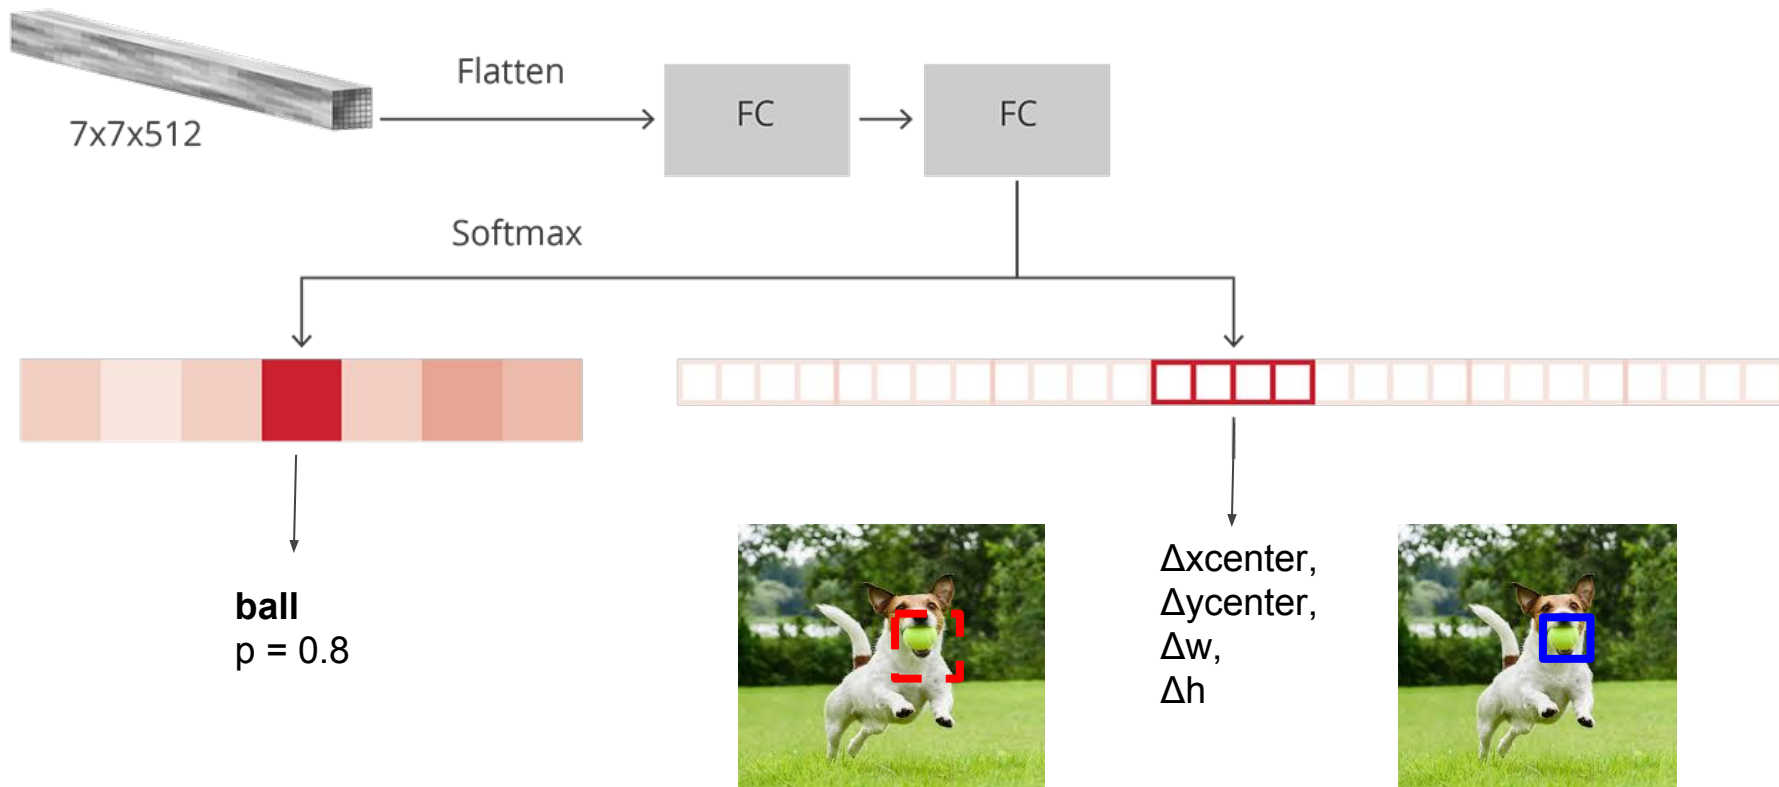 Flatten
FC
FC
7x7x512
Softmax
ball
p = 0.8
Δxcenter,
Δycenter,
Δw,
Δh